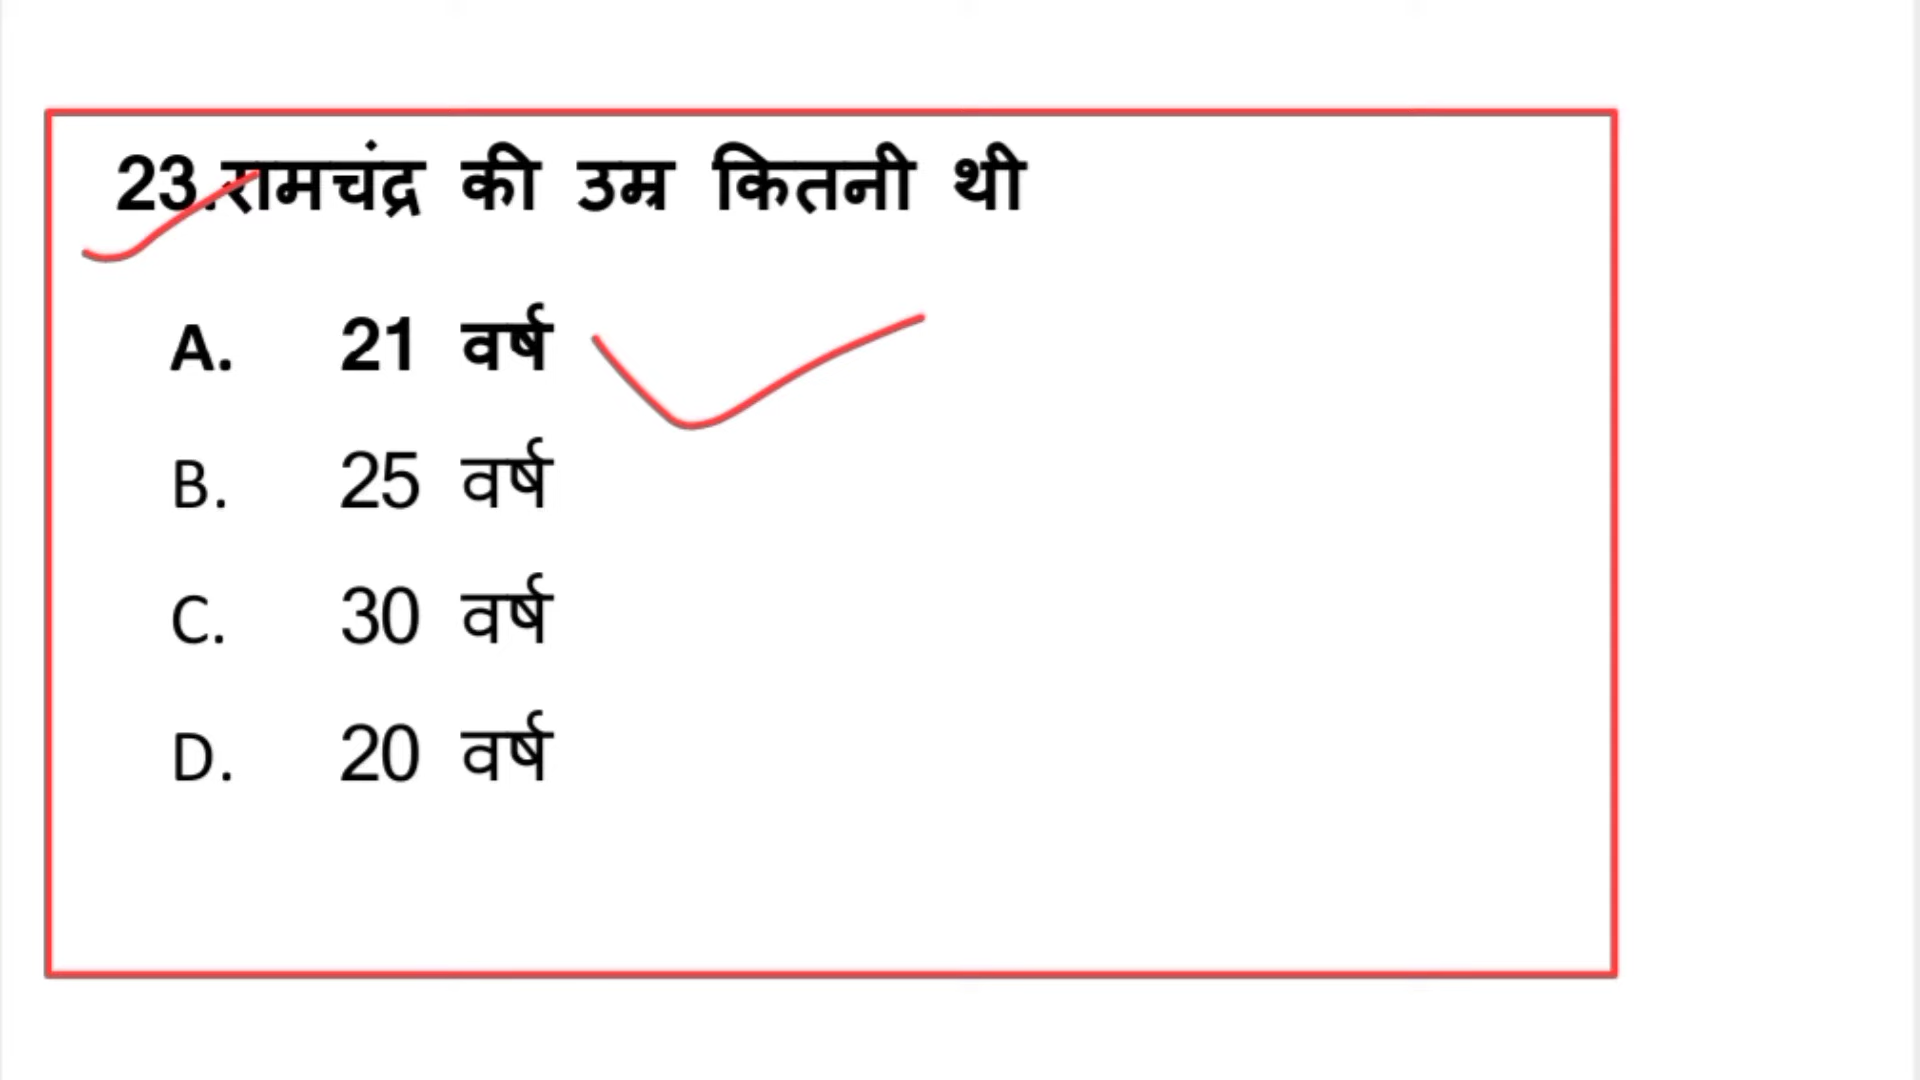 23.रामचंद्र की उम्र कितनी थी
A. 21 वर्ष
B. 25 वर्ष
C. 30 वर्ष
D. 20 वर्ष